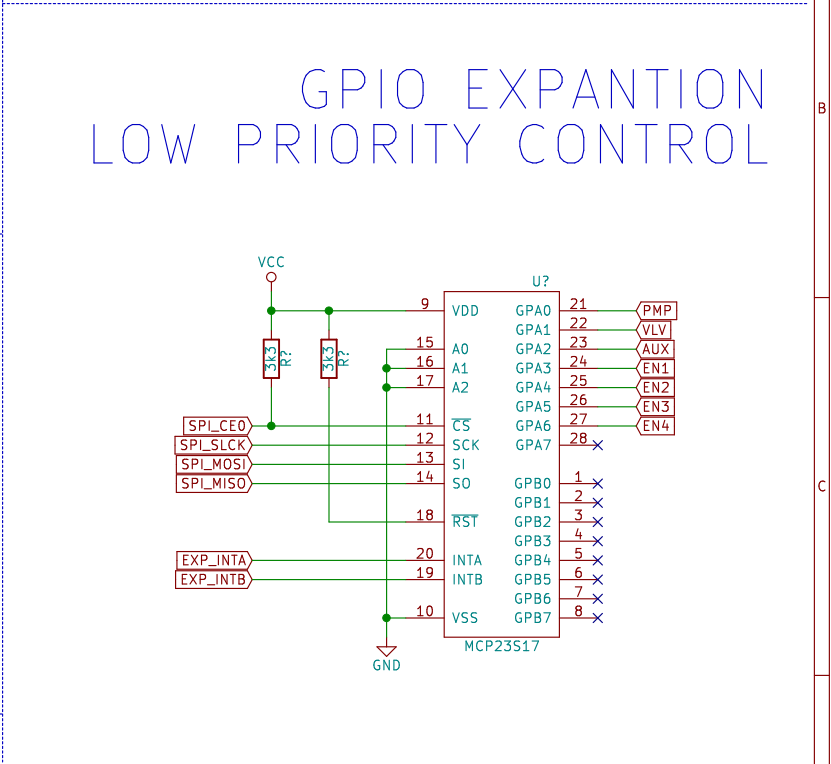 GPIO EXPANTION
LOW PRIORITY CONTROL
B
C
VCC
3k3 R?
3k3 R?
U?
9 VDD GPA0 21 PMP
GPA1 22 VLV
15 A0 GPA2 23 AUX
16 A1 GPA3 24 EN1
17 A2 GPA4 25 EN2
GPA5 26 EN3
SPI_CE0 11 CS GPA6 27 EN4
SPI_SLCK 12 SCK GPA7 28
SPI_MOSI 13 SI
SPI_MISO 14 SO GPB0 1
GPB1 2
18 RST GPB2 3
GPB3 4
EXP_INTA 20 INTA GPB4 5
EXP_INTB 19 INTB GPB5 6
GPB6 7
10 VSS GPB7 8
MCP23S17
GND